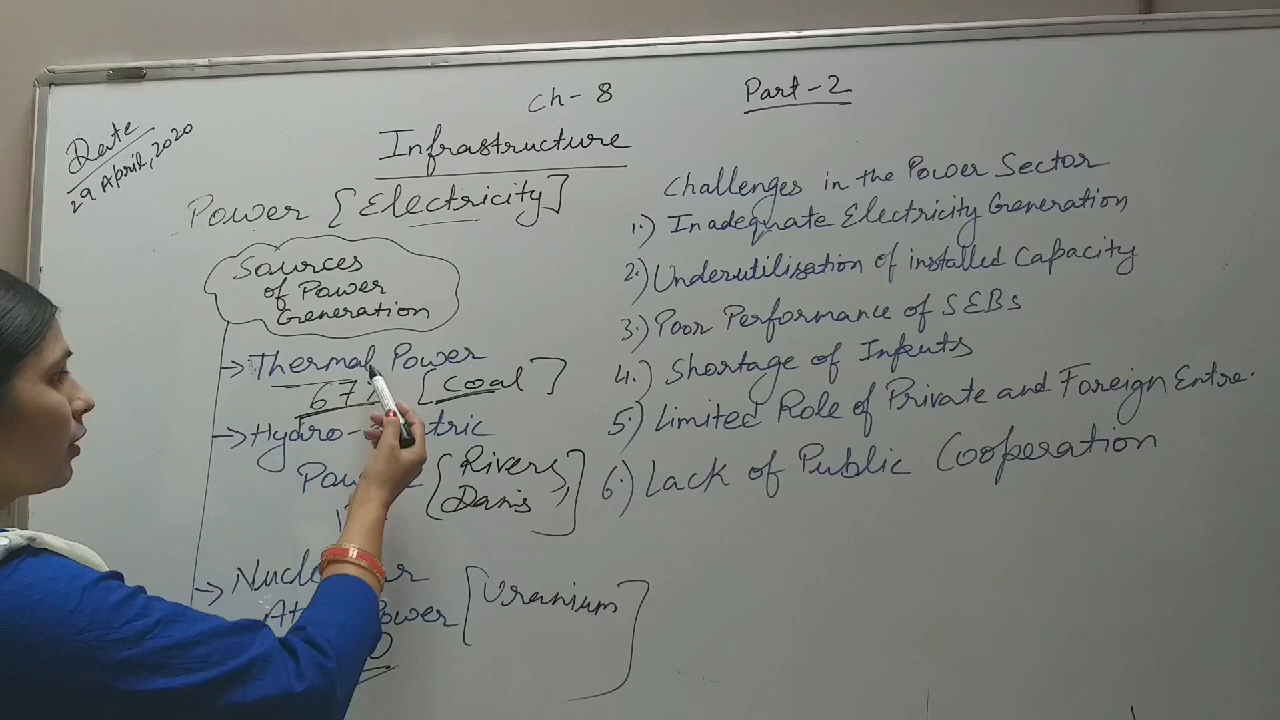 Ch- 8
Part-2
Date
29 April, 2020
Infrastructure
Power [Electricity]
Sources
of Power
Generation
→ Thermal Power
67% [Coal]
→ Hydro-
tric
[Rivers,
Dams]
[Uranium]
Power
Challenges in the Power Sector
1.) Inadequate Electricity Generation
2.) Underutilisation of installed Capacity
3.) Poor Performance of SEBs
4.) Shortage of Inputs
5.) Limited Role of Private and Foreign Entre.
6.) Lack of Public Cooperation